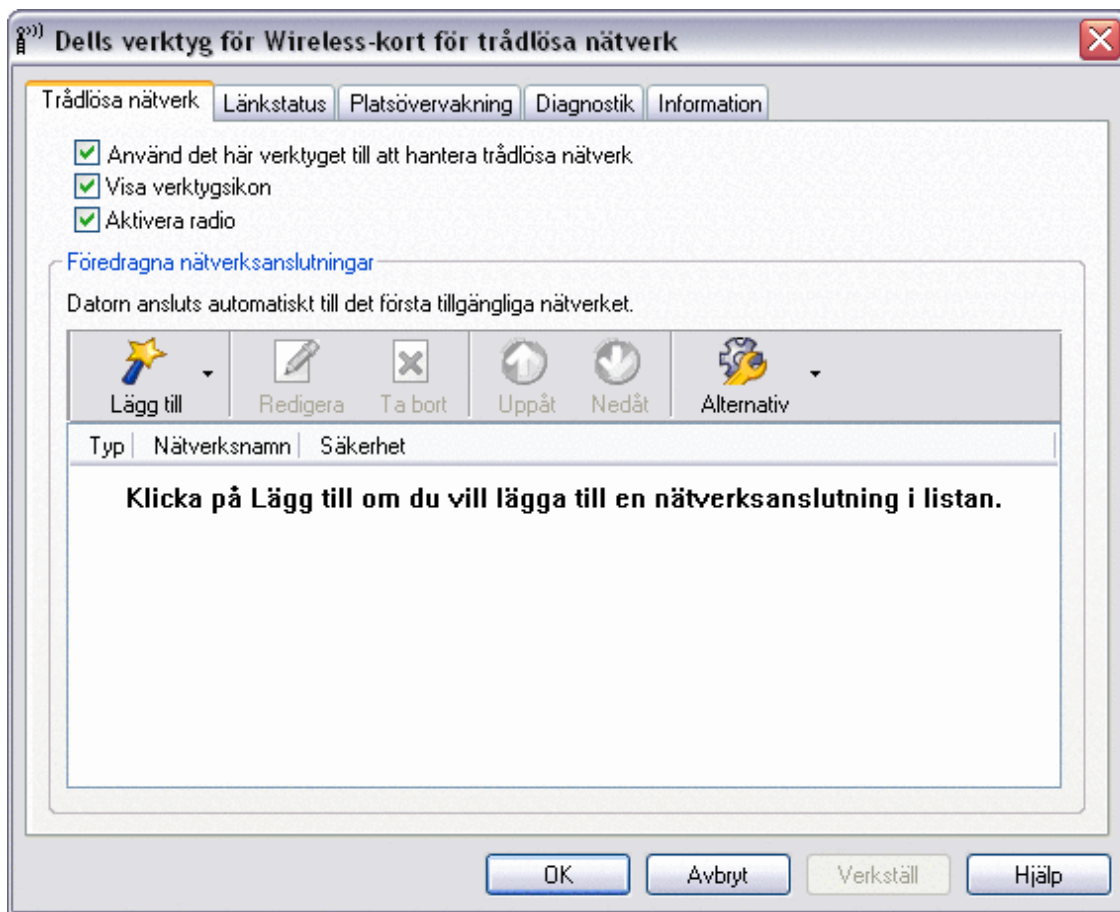 Dells verktyg för Wireless-kort för trådlösa nätverk
Trådlösa nätverk Länkstatus Platsövervakning Diagnostik Information
Använd det här verktyget till att hantera trådlösa nätverk
Visa verktygsikon
Aktivera radio
Föredragna nätverksanslutningar
Datorn ansluts automatiskt till det första tillgängliga nätverket.
Lägg till Redigera Ta bort Uppåt Nedåt Alternativ
Typ Nätverksnamn Säkerhet
Klicka på Lägg till om du vill lägga till en nätverksanslutning i listan.
OK Avbryt Verkställ Hjälp